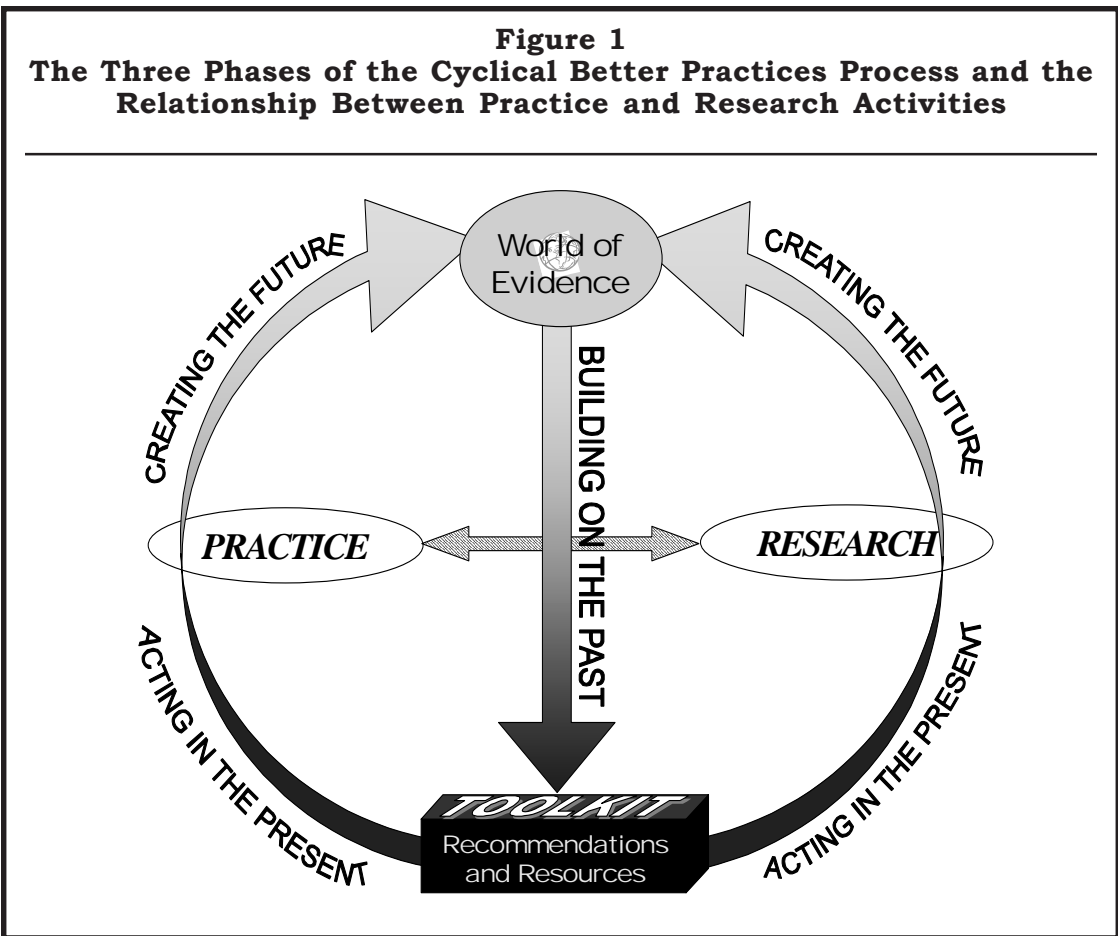 Figure 1
The Three Phases of the Cyclical Better Practices Process and the
Relationship Between Practice and Research Activities
World of
Evidence
CREATING THE FUTURE
CREATING THE FUTURE
BUILDING ON THE PAST
PRACTICE
RESEARCH
ACTING IN THE PRESENT
ACTING IN THE PRESENT
TOOLKIT
Recommendations
and Resources